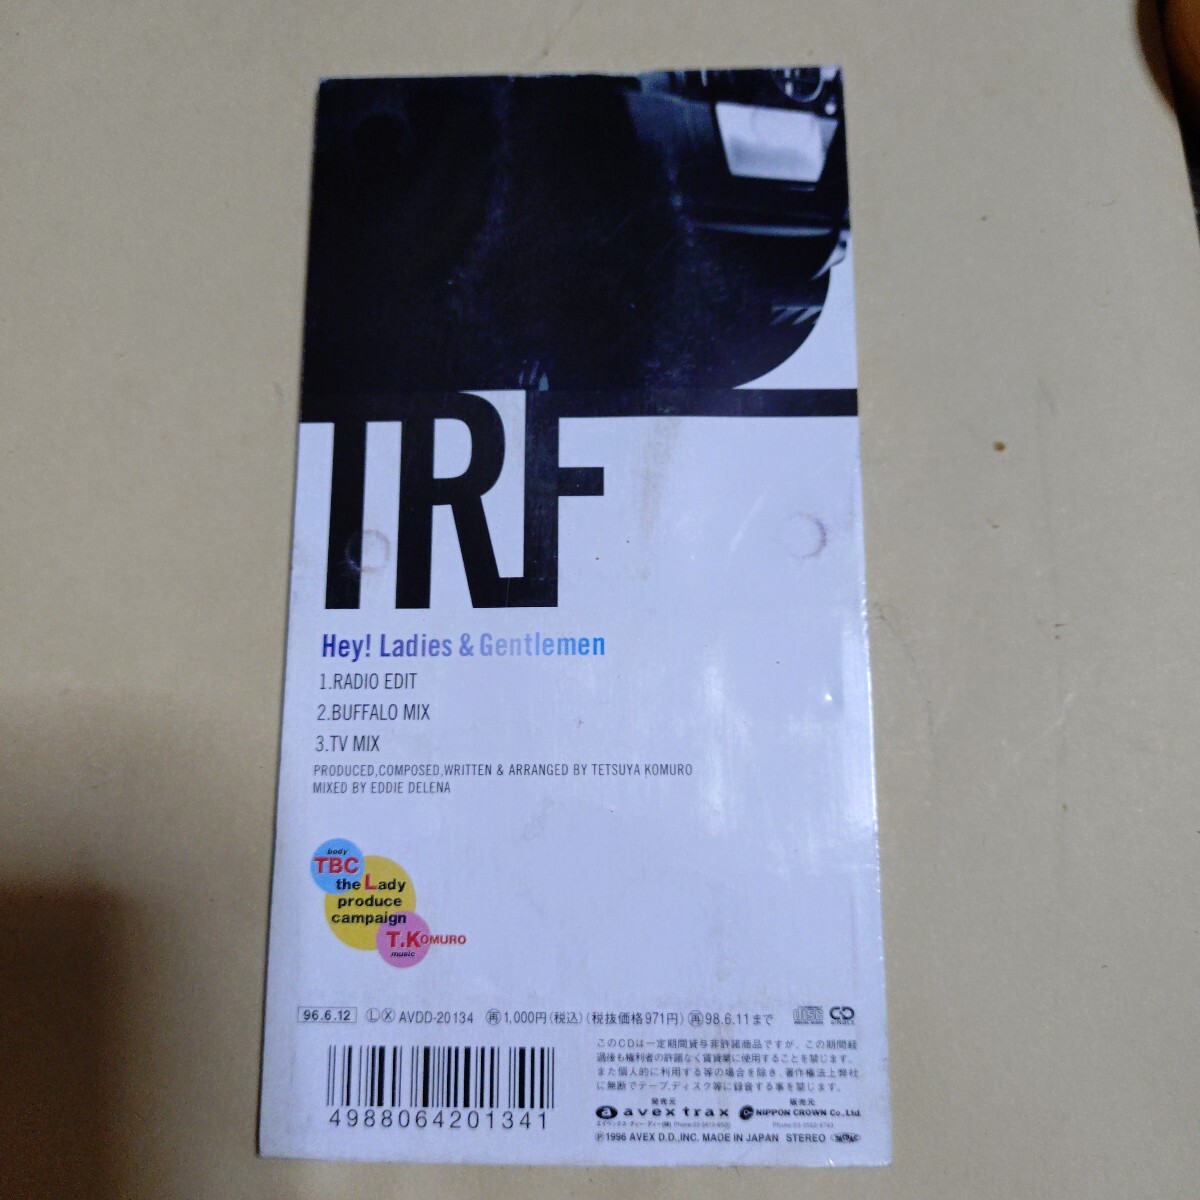 TRF
Hey! Ladies & Gentlemen
1.RADIO EDIT
2.BUFFALO MIX
3.TV MIX
PRODUCED,COMPOSED,WRITTEN & ARRANGED BY TETSUYA KOMURO
MIXED BY EDDIE DELENA
body
TBC
the Lady
produce
campaign
T.KOMURO
music
96.6.12 ⓁⓍ AVDD-20134 ㊢1,000円(税込)(税抜価格971円)㊢98.6.11まで
このCDは一定期間貸与非許諾商品ですが、この期間経
過後も権利者の許諾なく賃貸業に使用することを禁じます。
また個人的に利用する等の場合を除き、著作権法上弊社
に無断でテープ、ディスク等に録音する事を禁じます。
発売元 販売元
avex trax NIPPON CROWN Co., Ltd.
Ⓟ1996 AVEX D.D.,INC. MADE IN JAPAN STEREO
4988064201341